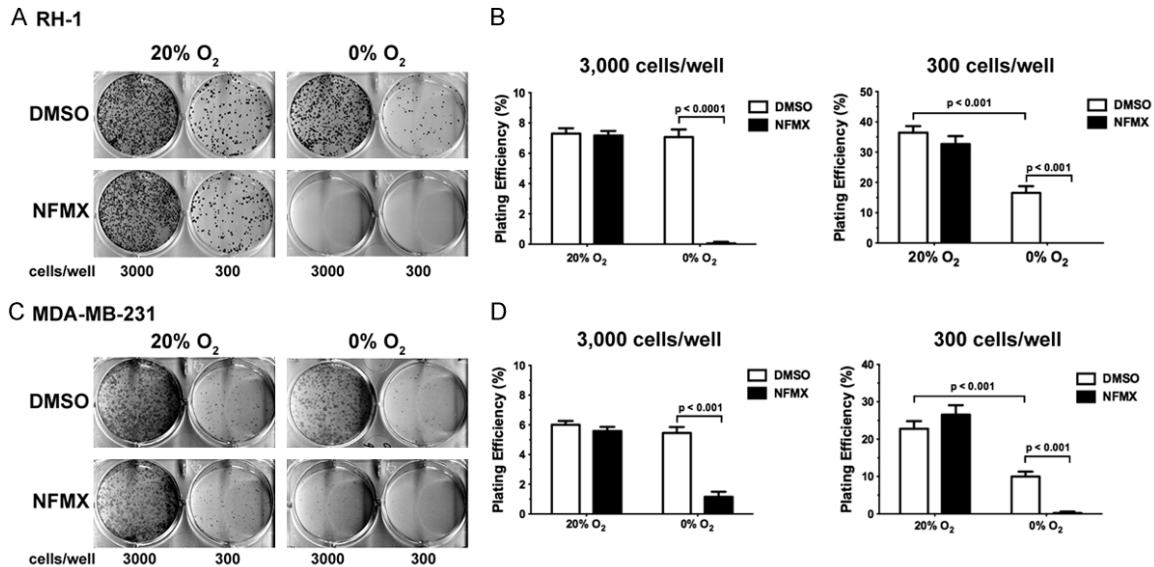 A RH-1
20% O2 0% O2
DMSO
NFMX
cells/well 3000 300 3000 300
B
3,000 cells/well
Plating Efficiency (%)
8
6
4
2
0
p < 0.0001
DMSO
NFMX
20% O2 0% O2
300 cells/well
Plating Efficiency (%)
50
40
30
20
10
0
p < 0.001
p < 0.001
DMSO
NFMX
20% O2 0% O2
C MDA-MB-231
20% O2 0% O2
DMSO
NFMX
cells/well 3000 300 3000 300
D
3,000 cells/well
Plating Efficiency (%)
8
6
4
2
0
p < 0.001
DMSO
NFMX
20% O2 0% O2
300 cells/well
Plating Efficiency (%)
40
30
20
10
0
p < 0.001
p < 0.001
DMSO
NFMX
20% O2 0% O2